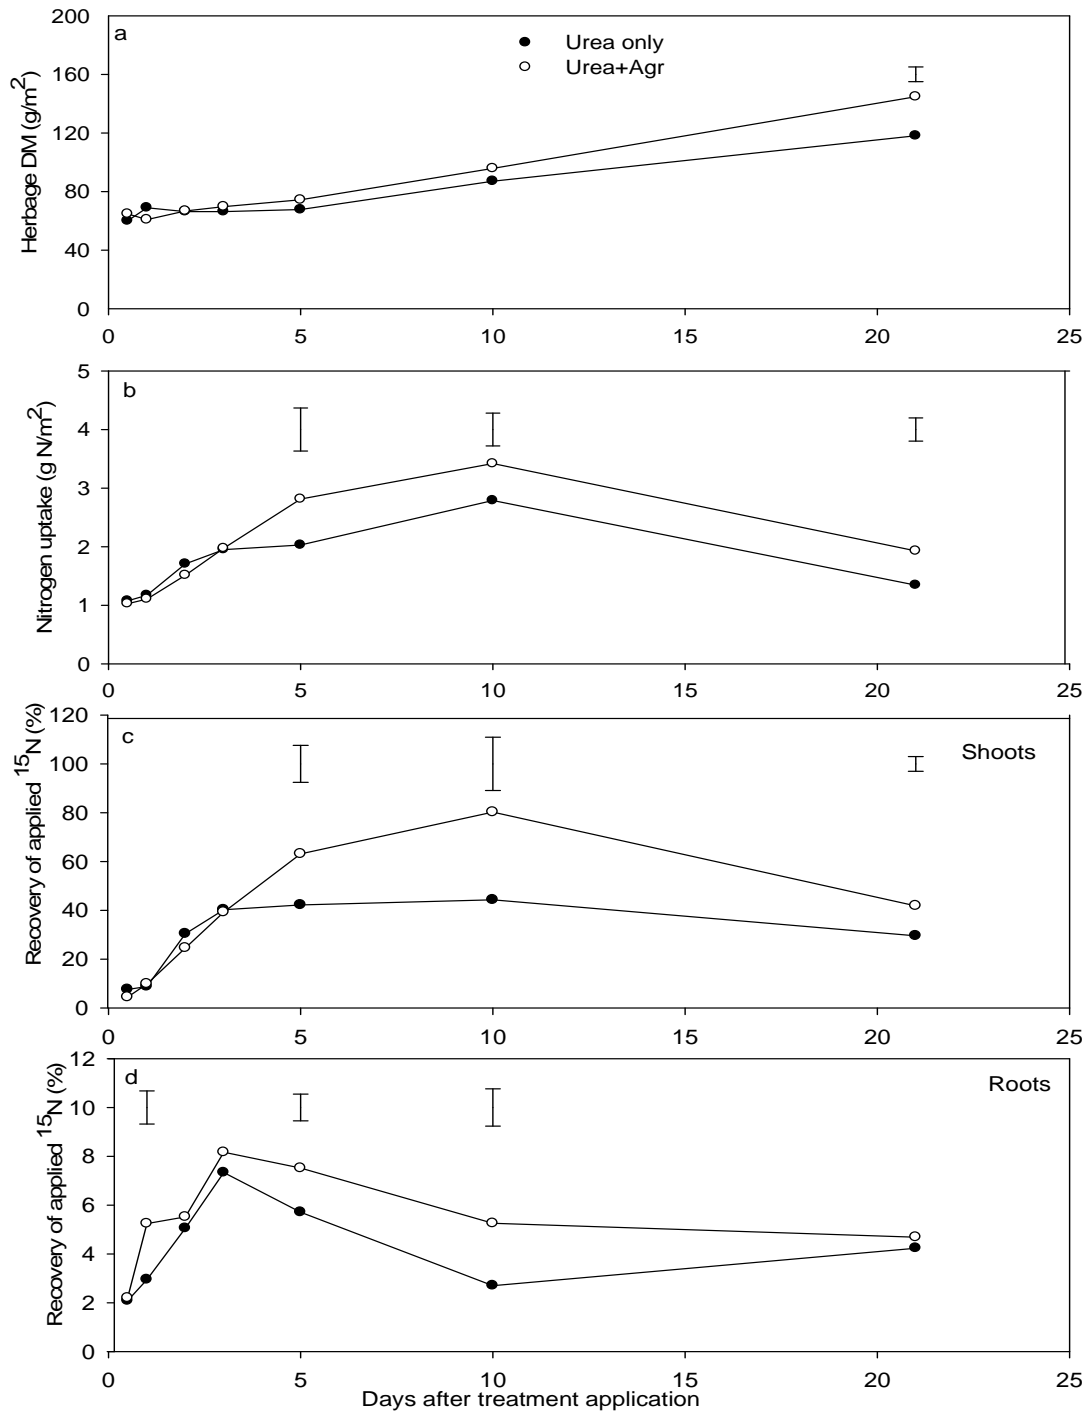 200
a
Urea only
Urea+Agr
160
120
80
40
0
Herbage DM (g/m2)
0 5 10 15 20 25
5
b
4
3
2
1
0
Nitrogen uptake (g N/m2)
0 5 10 15 20 25
120
c
Shoots
100
80
60
40
20
0
Recovery of applied 15N (%)
0 5 10 15 20 25
12
d
Roots
10
8
6
4
2
0
Recovery of applied 15N (%)
0 5 10 15 20 25
Days after treatment application